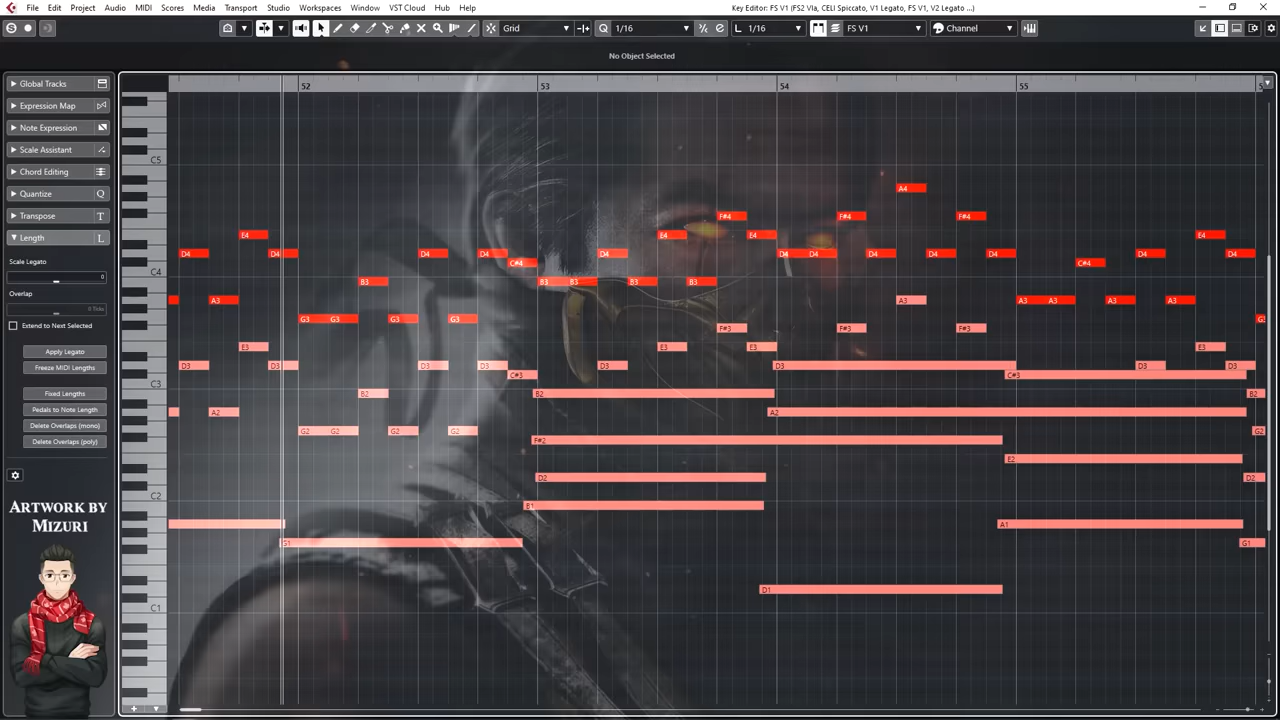 File Edit Project Audio MIDI Scores Media Transport Studio Workspaces Window VST Cloud Hub Help
Key Editor: FS V1 (FS2 Vla, CELI Spiccato, V1 Legato, FS V1, V2 Legato ...)
Grid Q 1/16 L 1/16 FS V1 Channel
No Object Selected
Global Tracks
Expression Map
Note Expression
Scale Assistant
Chord Editing
Quantize Q
Transpose T
Length L
Scale Legato
0
Overlap
0 Ticks
Extend to Next Selected
Apply Legato
Freeze MIDI Lengths
Fixed Lengths
Pedals to Note Length
Delete Overlaps (mono)
Delete Overlaps (poly)
Artwork by
Mizuri
52 53 54 55
C5
A4
F#4 F#4 F#4
E4 E4 E4 E4
D4 D4 D4 D4 D4 D4 D4 D4 D4 D4 D4 D4
C#4 C#4
C4
B3 B3 B3 B3 B3
A3 A3 A3 A3 A3 A3
G3 G3 G3 G3
F#3 F#3 F#3
E3 E3 E3 E3
D3 D3 D3 D3 D3 D3 D3 D3
C#3 C#3
C3
B2 B2 B2
A2 A2
G2 G2 G2 G2 G2
F#2
E2
D2 D2
C2
B1
A1
G1 G1
D1
C1